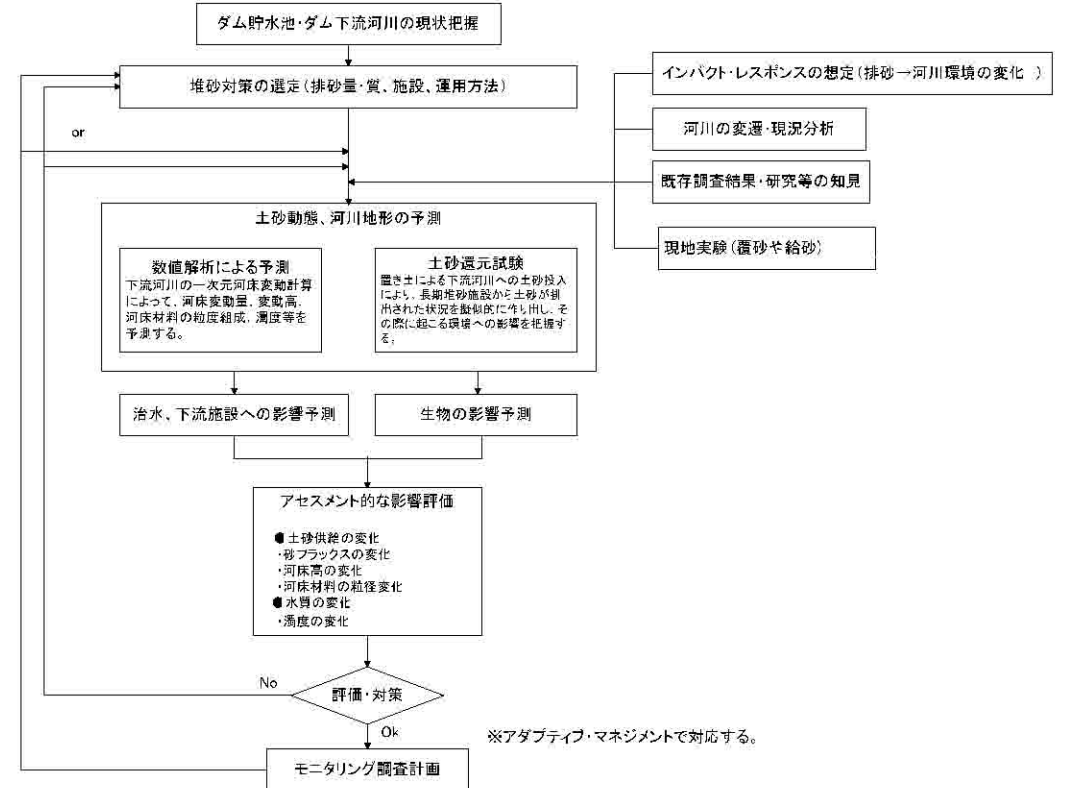 ダム貯水池・ダム下流河川の現状把握
堆砂対策の選定(排砂量・質、施設、運用方法)
インパクト・レスポンスの想定(排砂→河川環境の変化 )
or
河川の変遷・現況分析
既存調査結果・研究等の知見
現地実験(覆砂や給砂)
土砂動態、河川地形の予測
数値解析による予測
下流河川の一次元河床変動計算
によって、河床変動量、変動高、
河床材料の粒度組成、濁度等を
予測する。
土砂還元試験
置き土による下流河川への土砂投入
により、長期堆砂施設から土砂が排
出された状況を擬似的に作り出し、そ
の際に起こる環境への影響を把握す
る。
治水、下流施設への影響予測
生物の影響予測
アセスメント的な影響評価
●土砂供給の変化
・砂フラックスの変化
・河床高の変化
・河床材料の粒径変化
●水質の変化
・濁度の変化
No
評価・対策
Ok
※アダプティブ・マネジメントで対応する。
モニタリング調査計画